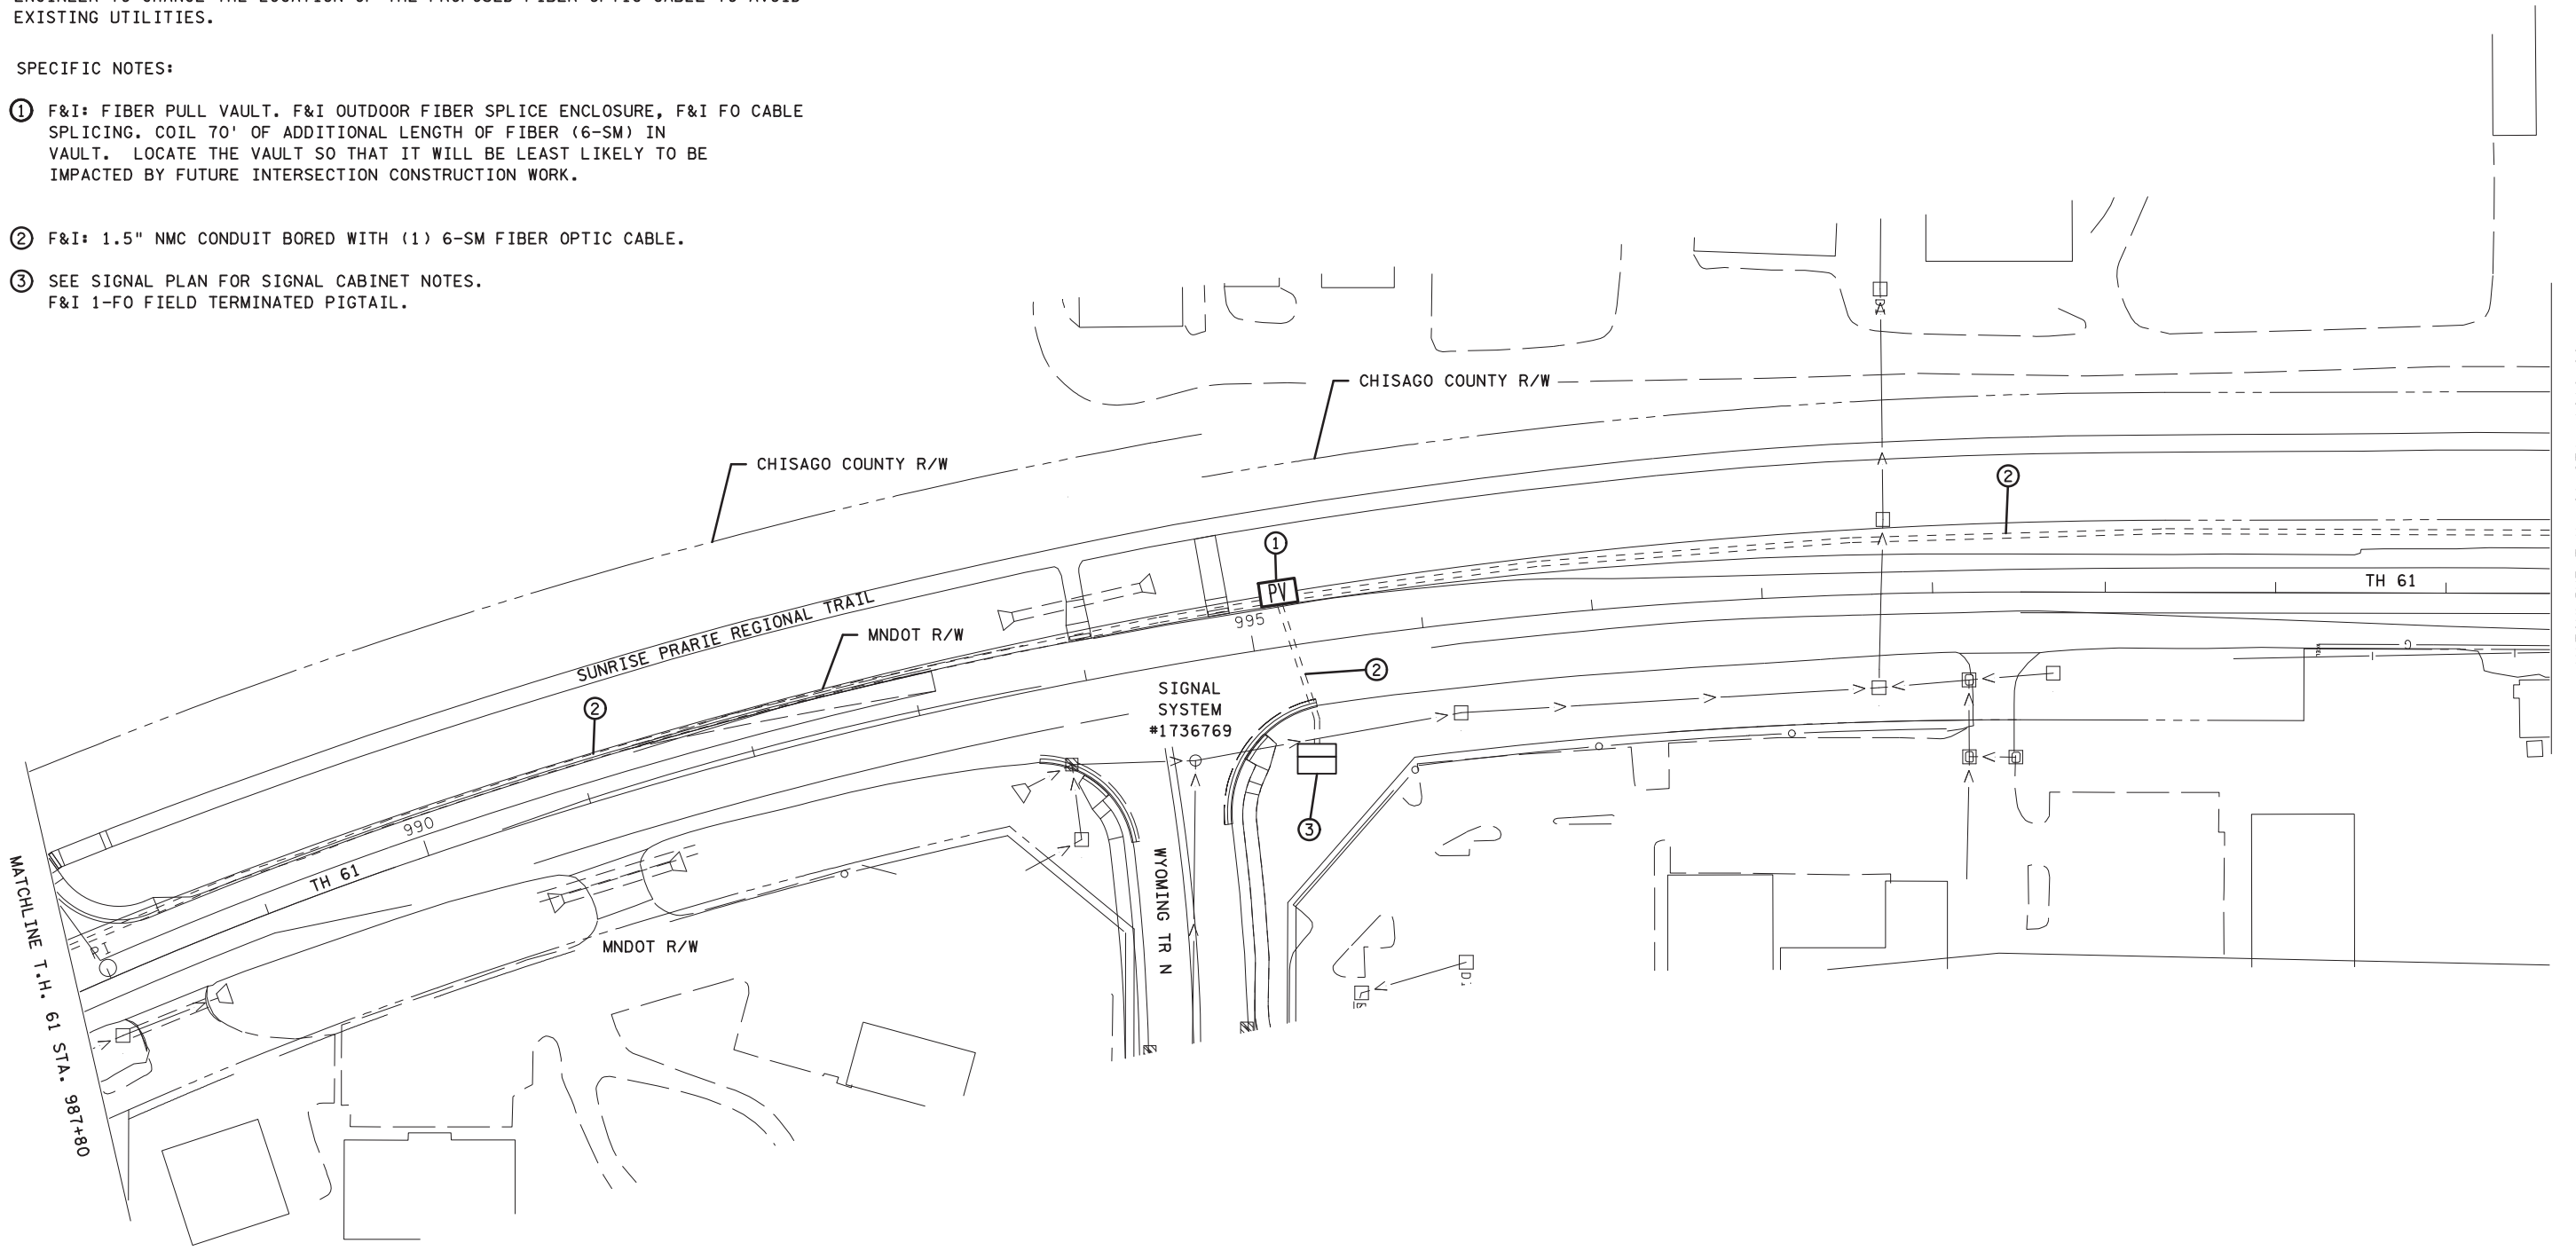 EXISTING UTILITIES.
SPECIFIC NOTES:
1 F&I: FIBER PULL VAULT. F&I OUTDOOR FIBER SPLICE ENCLOSURE, F&I FO CABLE
SPLICING. COIL 70' OF ADDITIONAL LENGTH OF FIBER (6-SM) IN
VAULT. LOCATE THE VAULT SO THAT IT WILL BE LEAST LIKELY TO BE
IMPACTED BY FUTURE INTERSECTION CONSTRUCTION WORK.
2 F&I: 1.5" NMC CONDUIT BORED WITH (1) 6-SM FIBER OPTIC CABLE.
3 SEE SIGNAL PLAN FOR SIGNAL CABINET NOTES.
F&I 1-FO FIELD TERMINATED PIGTAIL.
CHISAGO COUNTY R/W
CHISAGO COUNTY R/W
2
1
PV
TH 61
995
SUNRISE PRARIE REGIONAL TRAIL
MNDOT R/W
2
2
SIGNAL
SYSTEM
#1736769
3
990
TH 61
WYOMING TR N
MNDOT R/W
PI
MATCHLINE T.H. 61 STA. 987+80